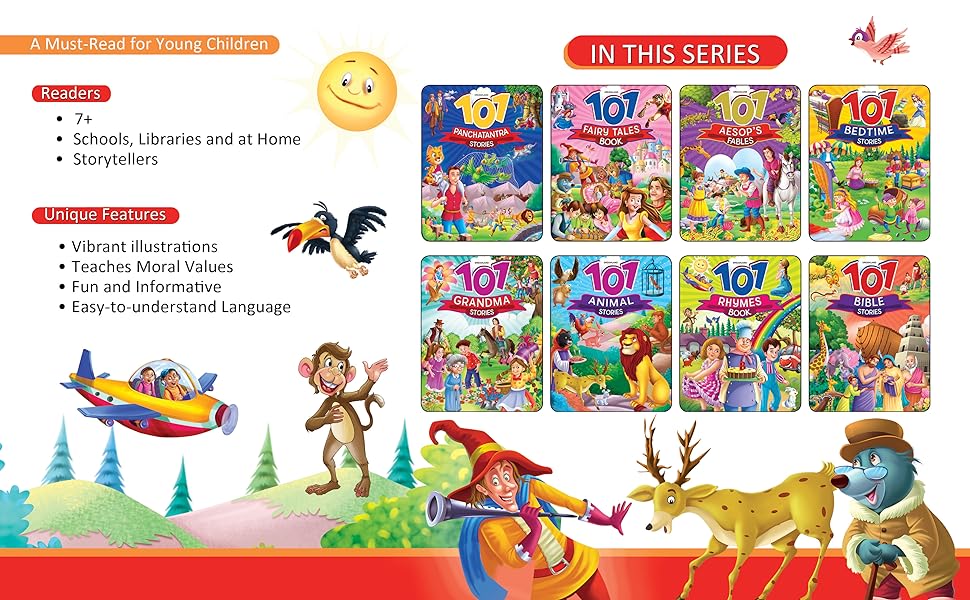 A Must-Read for Young Children
IN THIS SERIES
Readers
• 7+
• Schools, Libraries and at Home
• Storytellers
Unique Features
• Vibrant illustrations
• Teaches Moral Values
• Fun and Informative
• Easy-to-understand Language
101
PANCHATANTRA
STORIES
101
FAIRY TALES
BOOK
101
AESOP'S
FABLES
101
BEDTIME
STORIES
101
GRANDMA
STORIES
101
ANIMAL
STORIES
101
RHYMES
BOOK
101
BIBLE
STORIES